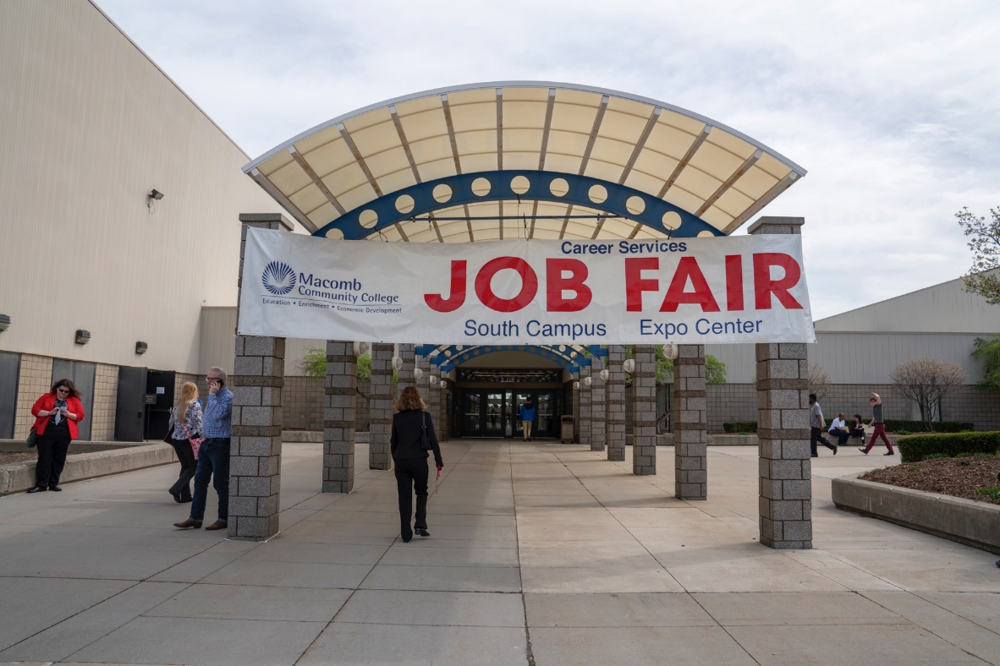 Career Services
JOB FAIR
Macomb
Community College
Education • Enrichment • Economic Development
South Campus Expo Center